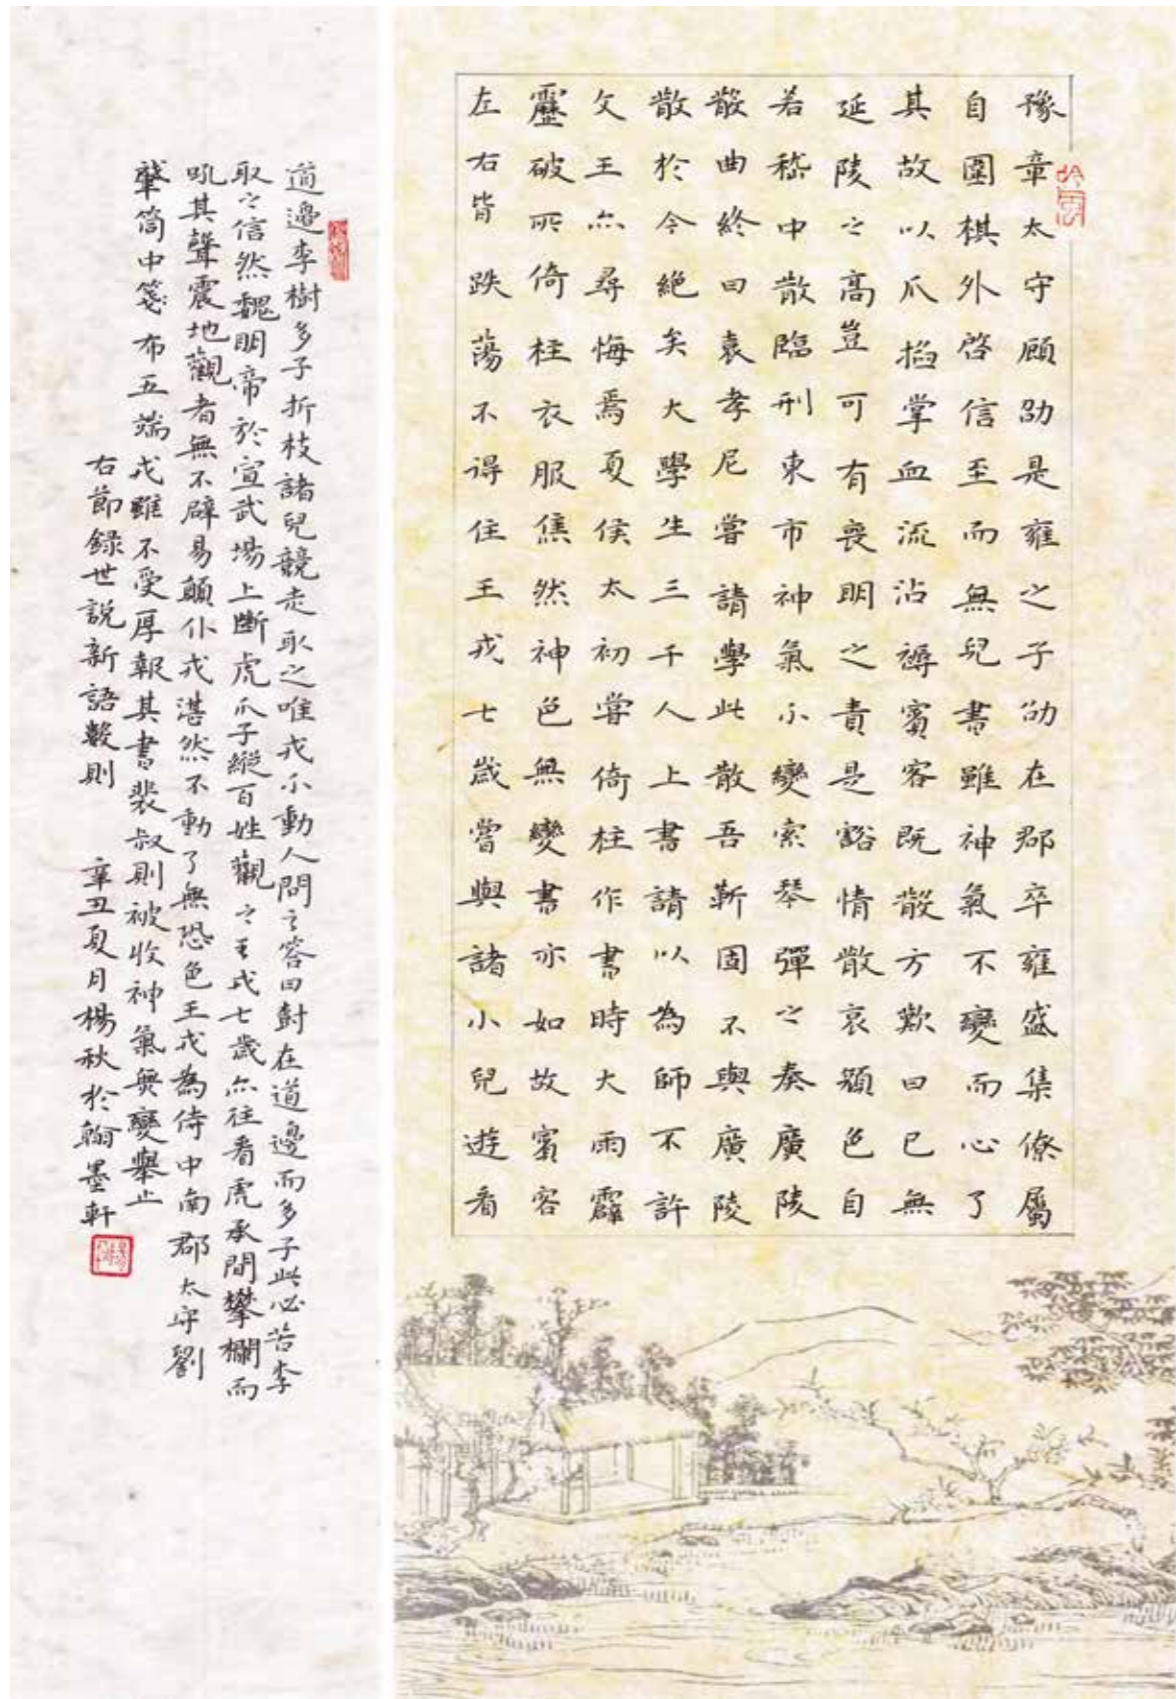 豫章太守顧劭是雍之子劭在郡卒雍盛集僚屬
自圍棋外啓信至而無兒書雖神氣不變而心了
其故以爪掐掌血流沾褥賓客既散方歎曰已無
延陵之高豈可有喪明之責是豁情散哀顏色自
若嵇中散臨刑東市神氣不變索琴彈之奏廣陵
散曲終曰袁孝尼嘗請學此散吾靳固不與廣陵
散於今絕矣大學生三千人上書請以為師不許
文王亦尋悔焉夏侯太初嘗倚柱作書時大雨霹
靂破所倚柱衣服焦然神色無變書亦如故賓客
左右皆跌蕩不得住王戎七歲嘗與諸小兒遊看
道邊李樹多子折枝諸兒競走取之唯戎不動人問之答曰樹在道邊而多子此必苦李
取之信然魏明帝於宣武場上斷虎爪牙縱百姓觀之王戎七歲亦往看虎承間攀欄而
吼其聲震地觀者無不辟易顛仆戎湛然不動了無恐色王戎為侍中南郡太守劉
肇筒中箋布五端戎雖不受厚報其書裴叔則被收神氣無變舉止
右節錄世說新語數則 辛丑夏月楊秋於翰墨軒